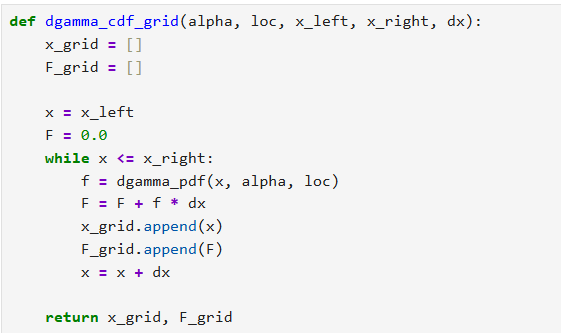 def dgamma_cdf_grid(alpha, loc, x_left, x_right, dx):
    x_grid = []
    F_grid = []

    x = x_left
    F = 0.0
    while x <= x_right:
        f = dgamma_pdf(x, alpha, loc)
        F = F + f * dx
        x_grid.append(x)
        F_grid.append(F)
        x = x + dx

    return x_grid, F_grid